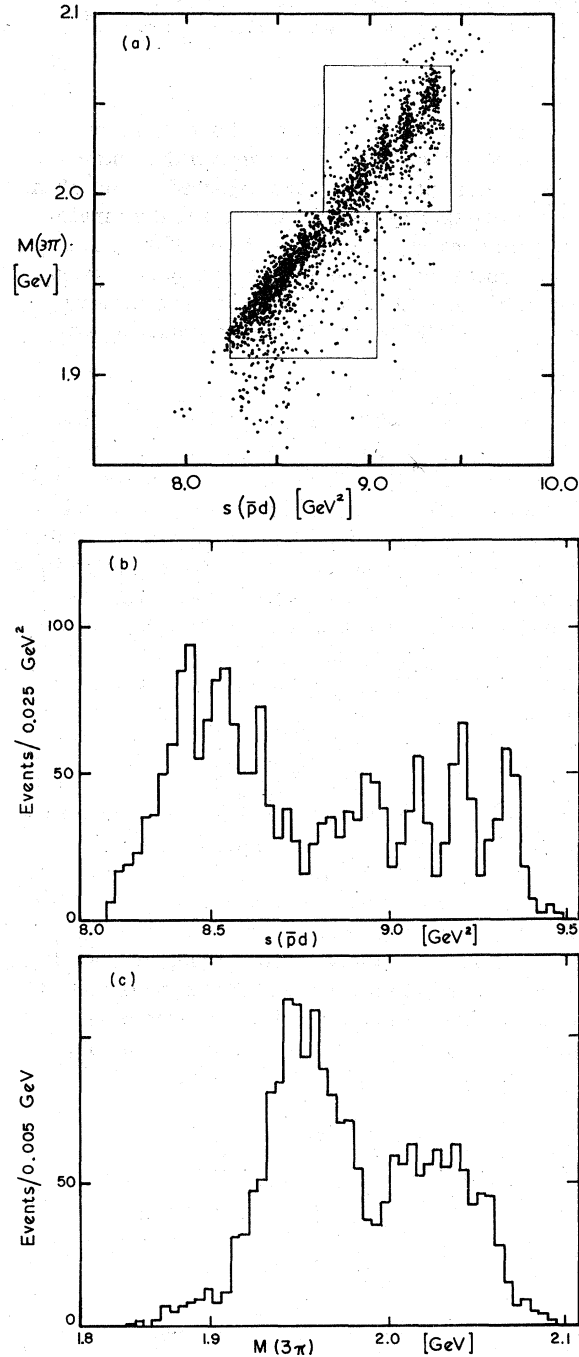 2.1
(a)
2.0
M(3π)
[GeV]
1.9
8.0
9.0
10.0
s(p̄d) [GeV²]
(b)
100
Events/0.025 GeV²
50
0
8.0
8.5
9.0
9.5
s(p̄d)
[GeV²]
(c)
Events/0.005 GeV
50
0
1.8
1.9
2.0
2.1
M(3π)
[GeV]